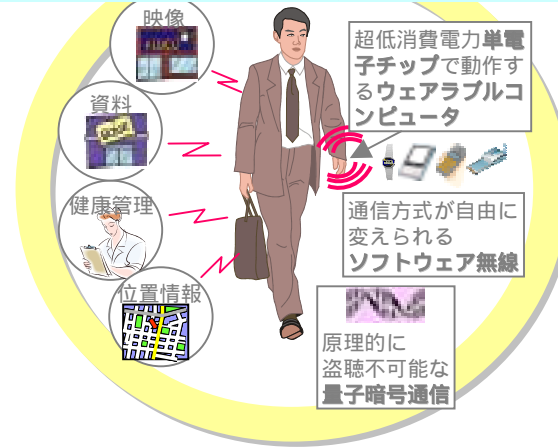 映像
資料
健康管理
位置情報
超低消費電力単電
子チップで動作す
るウェアラブルコ
ンピュータ
通信方式が自由に
変えられる
ソフトウェア無線
原理的に
盗聴不可能な
量子暗号通信